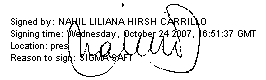 Signed by: NAHIL LILIANA HIRSH CARRILLO
Signing time: Wednesday, October 24 2007, 16:51:37 GMT
Location: pres
Reason to sign: SIGMA SAFT